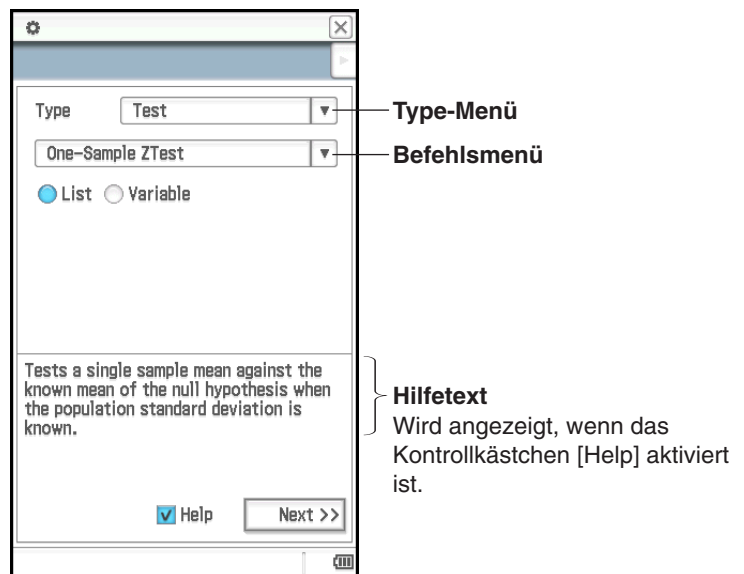 Type Test
Type-Menü
One-Sample ZTest
Befehlsmenü
List Variable
Tests a single sample mean against the
known mean of the null hypothesis when
the population standard deviation is
known.
Hilfetext
Wird angezeigt, wenn das
Kontrollkästchen [Help] aktiviert
ist.
Help Next >>